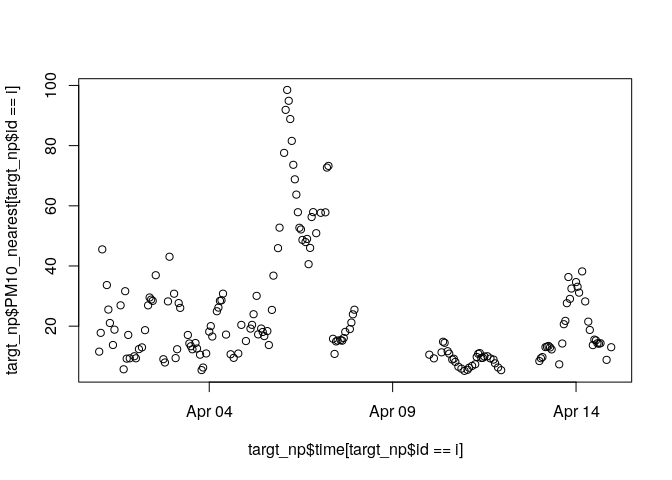 100
80
60
40
20
targt_np$PM10_nearest[targt_np$id == i]
Apr 04
Apr 09
Apr 14
targt_np$time[targt_np$id == i]